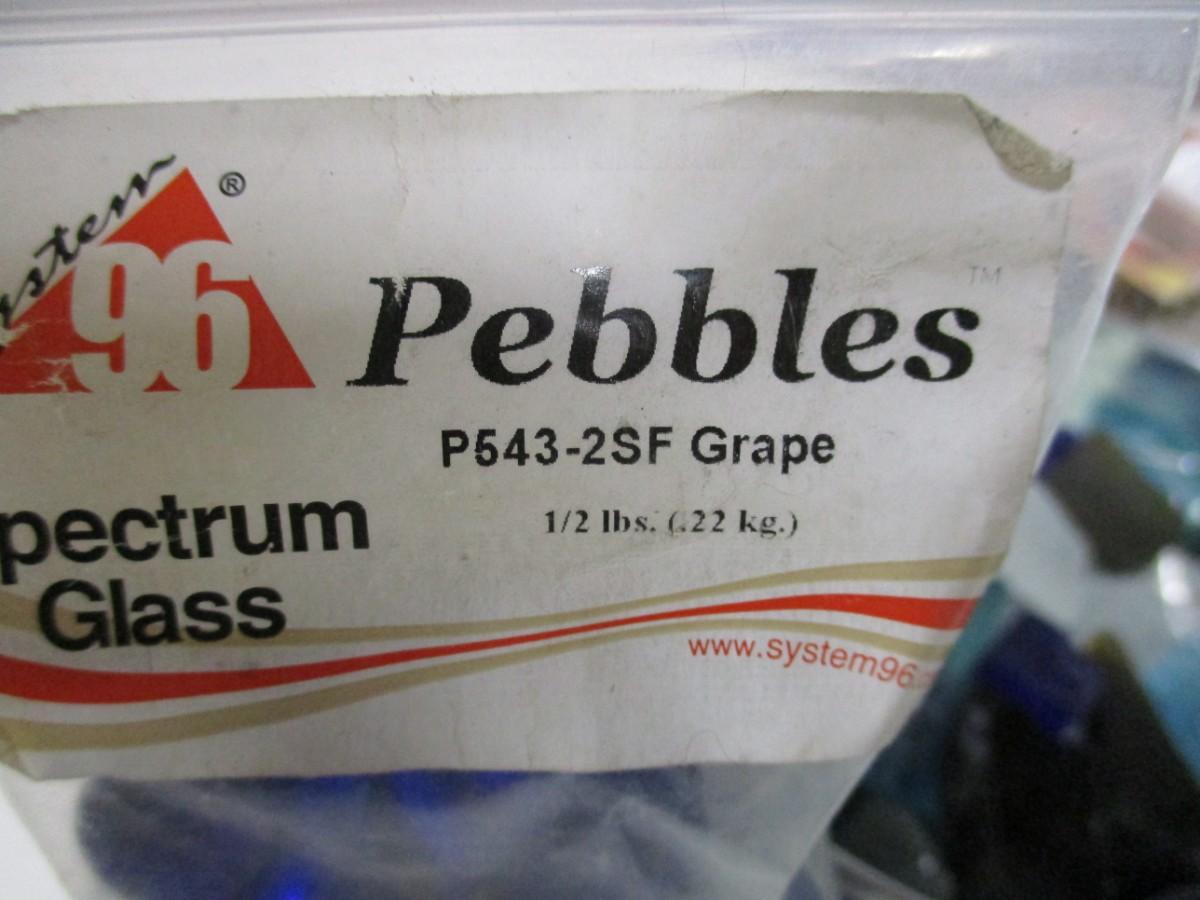 ystem ®
96
Pebbles ™
P543-2SF Grape
1/2 lbs. (.22 kg.)
pectrum
Glass
www.system96.